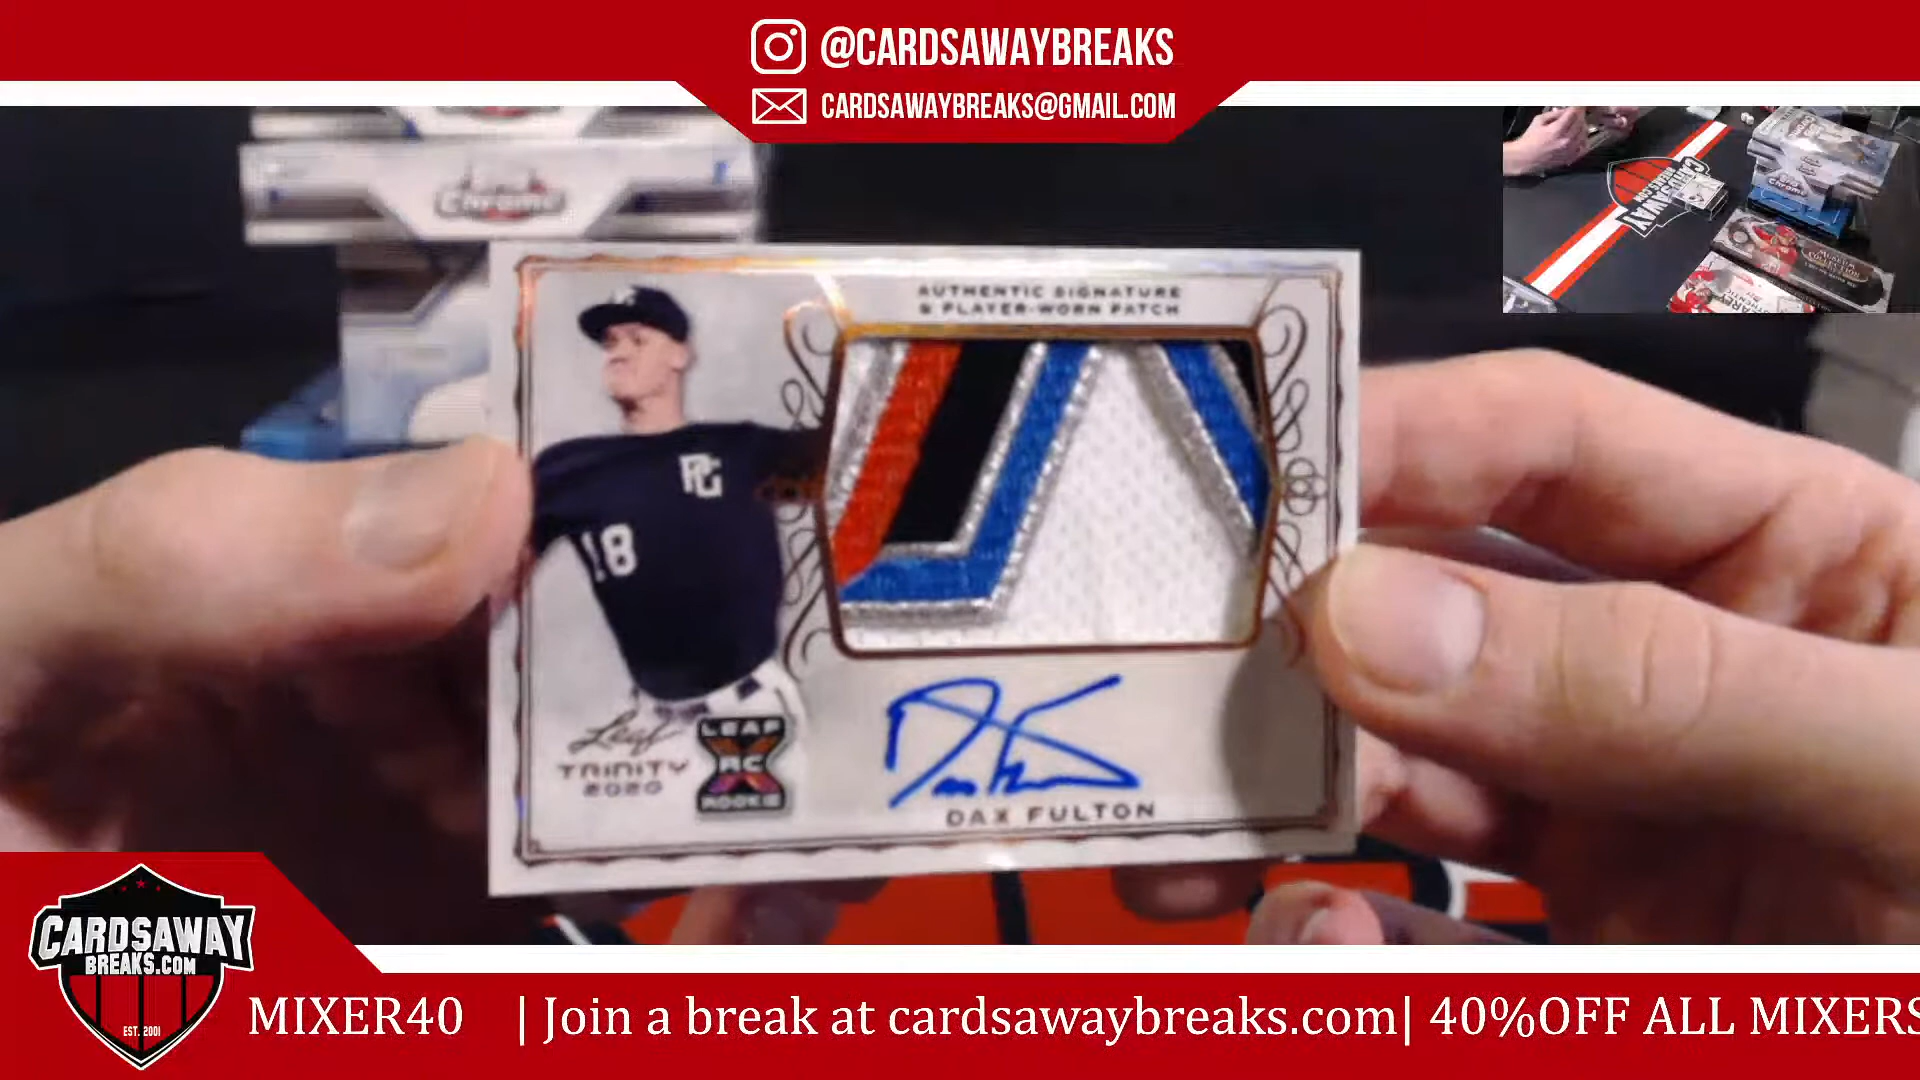 @CARDSAWAYBREAKS
CARDSAWAYBREAKS@GMAIL.COM
Chrome
AUTHENTIC SIGNATURE
& PLAYER-WORN PATCH
PG
18
Leaf
TRINITY
2020
LEAF
RC
ROOKIE
DAX FULTON
CARDSAWAY
BREAKS.COM
EST. 2001
MIXER40 | Join a break at cardsawaybreaks.com| 40%OFF ALL MIXERS